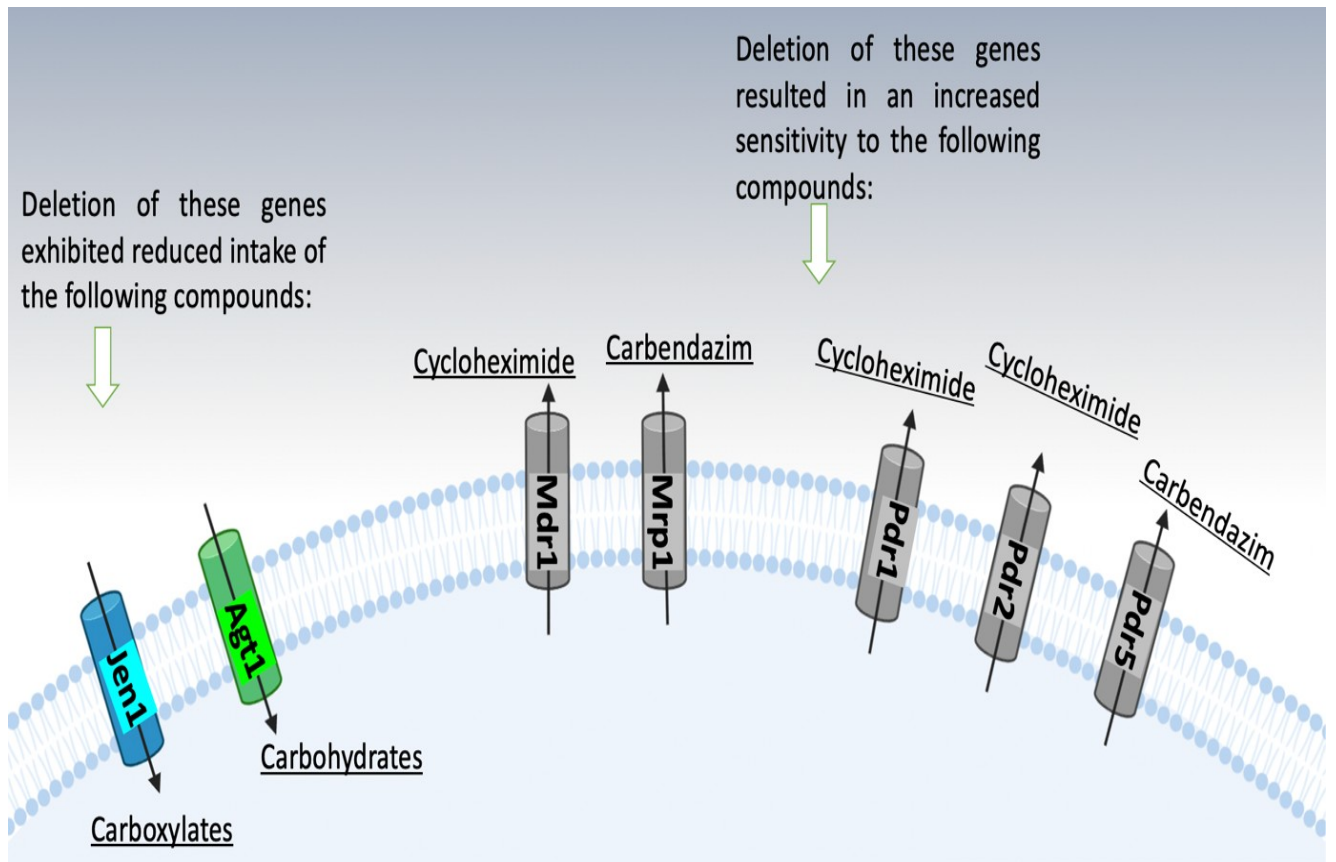 Deletion of these genes
resulted in an increased
sensitivity to the following
compounds:
Deletion of these genes
exhibited reduced intake of
the following compounds:
Cycloheximide
Carbendazim
Cycloheximide
Cycloheximide
Carbendazim
Mdr1
Mrp1
Pdr1
Pdr2
Pdr5
Jen1
Agt1
Carbohydrates
Carboxylates